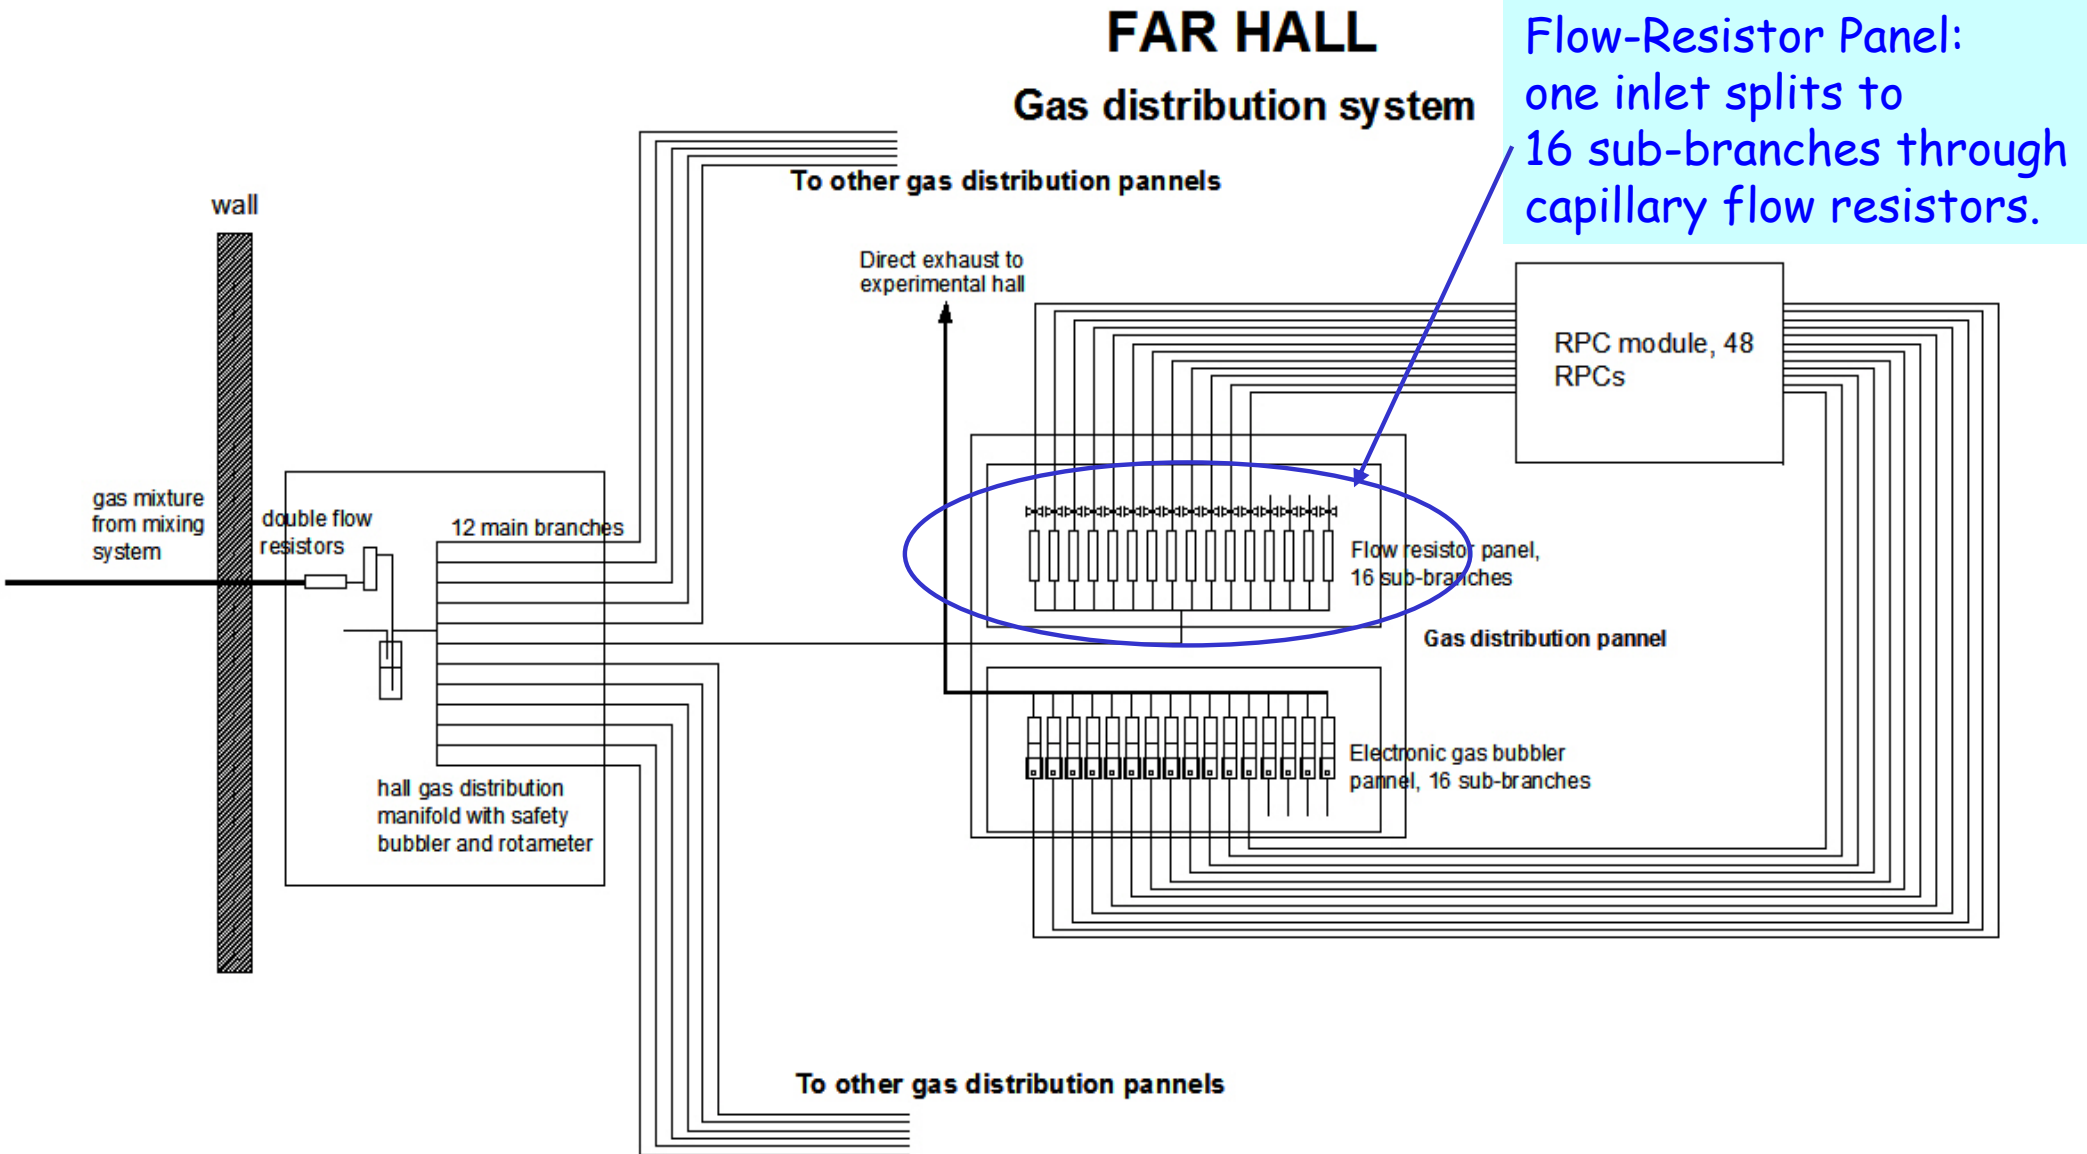 FAR HALL
Gas distribution system
Flow-Resistor Panel:
one inlet splits to
16 sub-branches through
capillary flow resistors.
To other gas distribution pannels
wall
Direct exhaust to
experimental hall
RPC module, 48
RPCs
gas mixture
from mixing
system
double flow
resistors
12 main branches
Flow resistor panel,
16 sub-branches
Gas distribution pannel
Electronic gas bubbler
pannel, 16 sub-branches
hall gas distribution
manifold with safety
bubbler and rotameter
To other gas distribution pannels